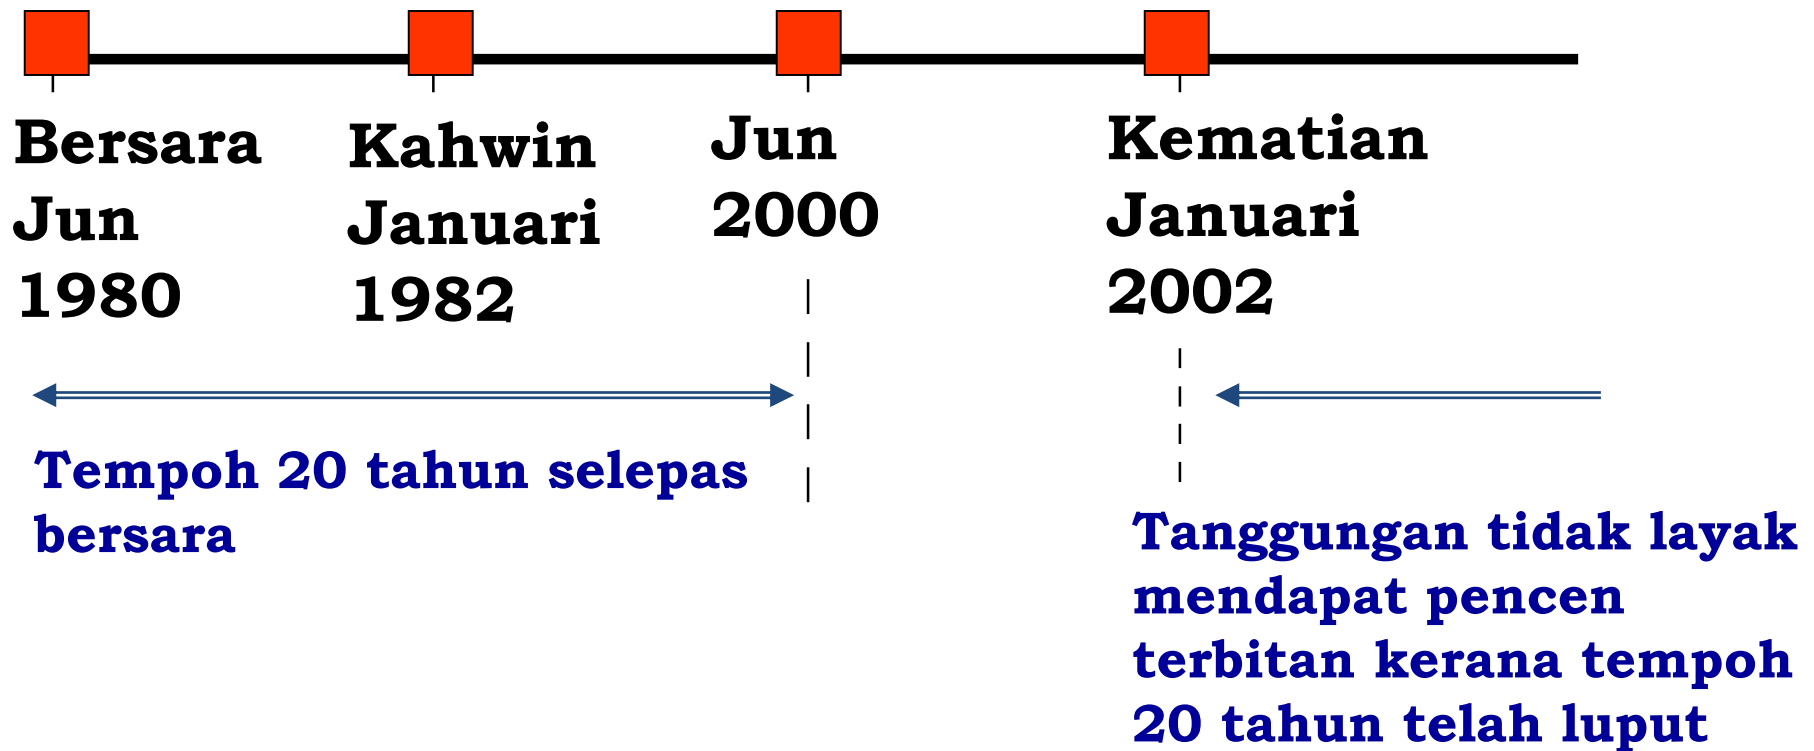 Bersara
Jun
1980
Kahwin
Januari
1982
Jun
2000
Kematian
Januari
2002
Tempoh 20 tahun selepas
bersara
Tanggungan tidak layak
mendapat pencen
terbitan kerana tempoh
20 tahun telah luput